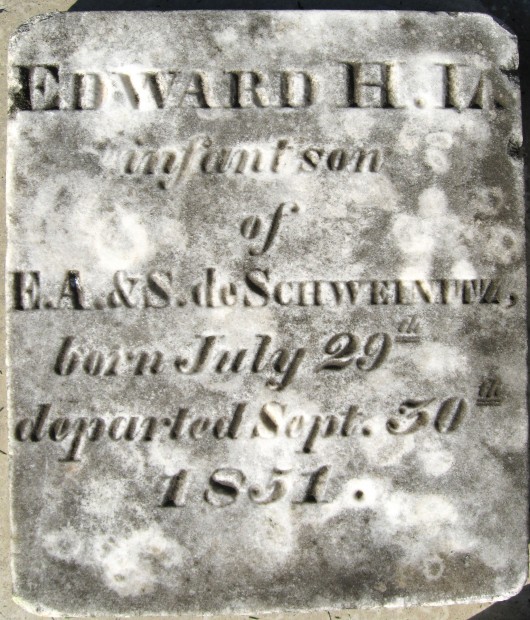 EDWARD H. L.
infant son
of
E.A. & S. de SCHWEINITZ,
born July 29th
departed Sept. 30th
1851.